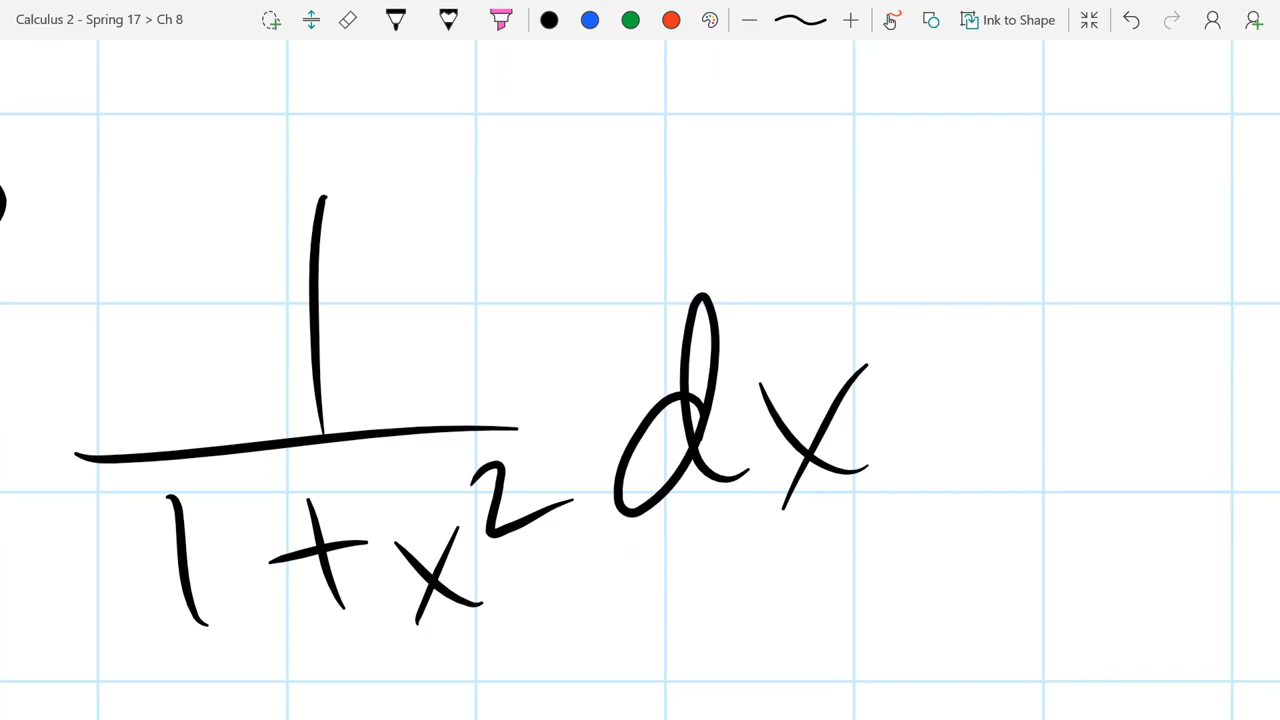 Calculus 2 - Spring 17 > Ch 8
Ink to Shape
1
1 + x² dx